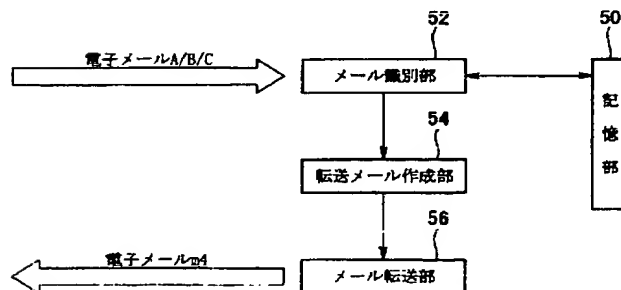 52
50
電子メールA/B/C
メール識別部
記憶部
54
転送メール作成部
56
電子メールm4
メール転送部